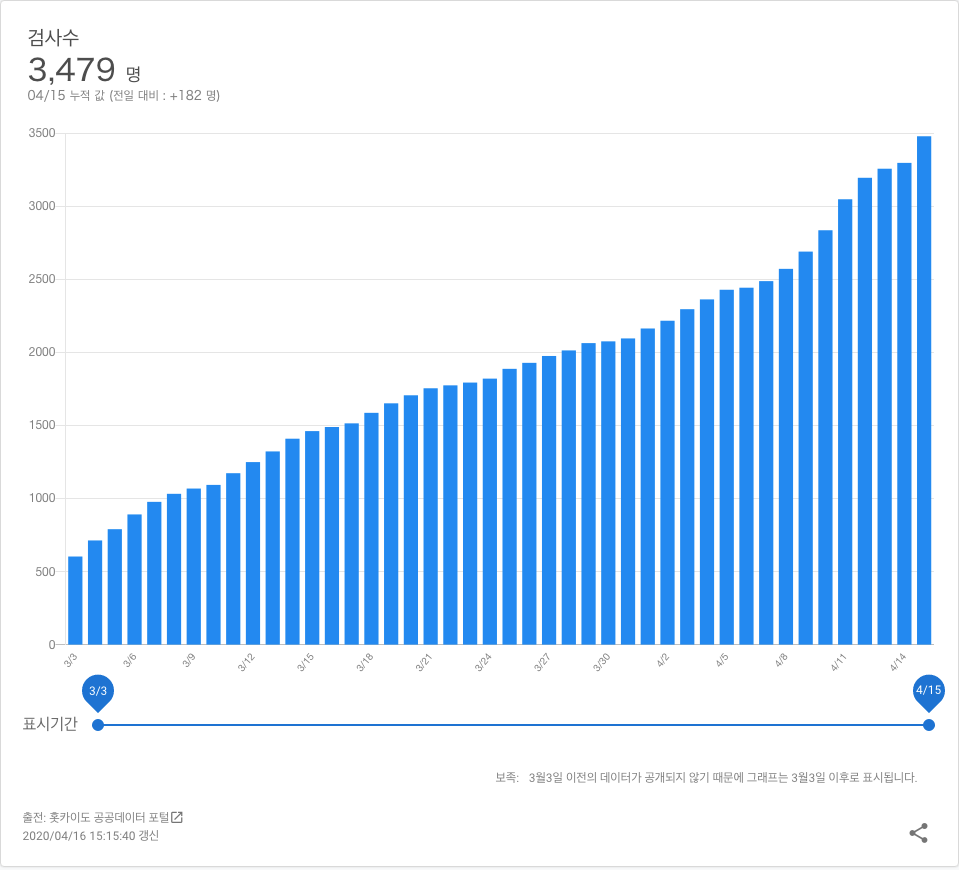 검사수
3,479 명
04/15 누적 값 (전일 대비 : +182 명)
3500
3000
2500
2000
1500
1000
500
0
3/3 3/6 3/9 3/12 3/15 3/18 3/21 3/24 3/27 3/30 4/2 4/5 4/8 4/11 4/14
3/3 4/15
표시기간
보족: 3월3일 이전의 데이터가 공개되지 않기 때문에 그래프는 3월3일 이후로 표시됩니다.
출전: 홋카이도 공공데이터 포털
2020/04/16 15:15:40 갱신